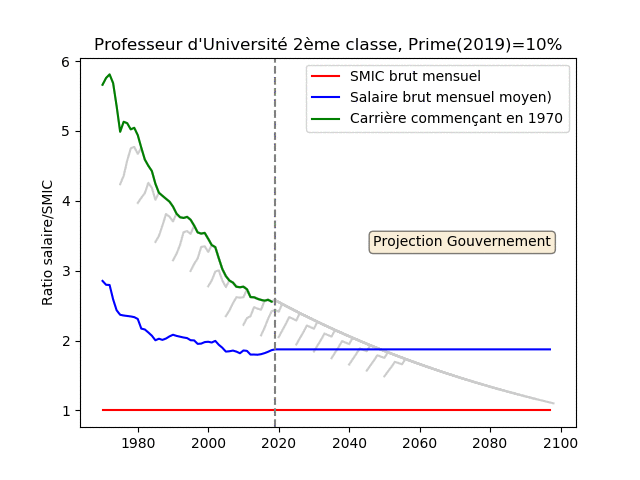 Professeur d'Université 2ème classe, Prime(2019)=10%
SMIC brut mensuel
Salaire brut mensuel moyen)
Carrière commençant en 1970
Projection Gouvernement
Ratio salaire/SMIC
6
5
4
3
2
1
1980 2000 2020 2040 2060 2080 2100